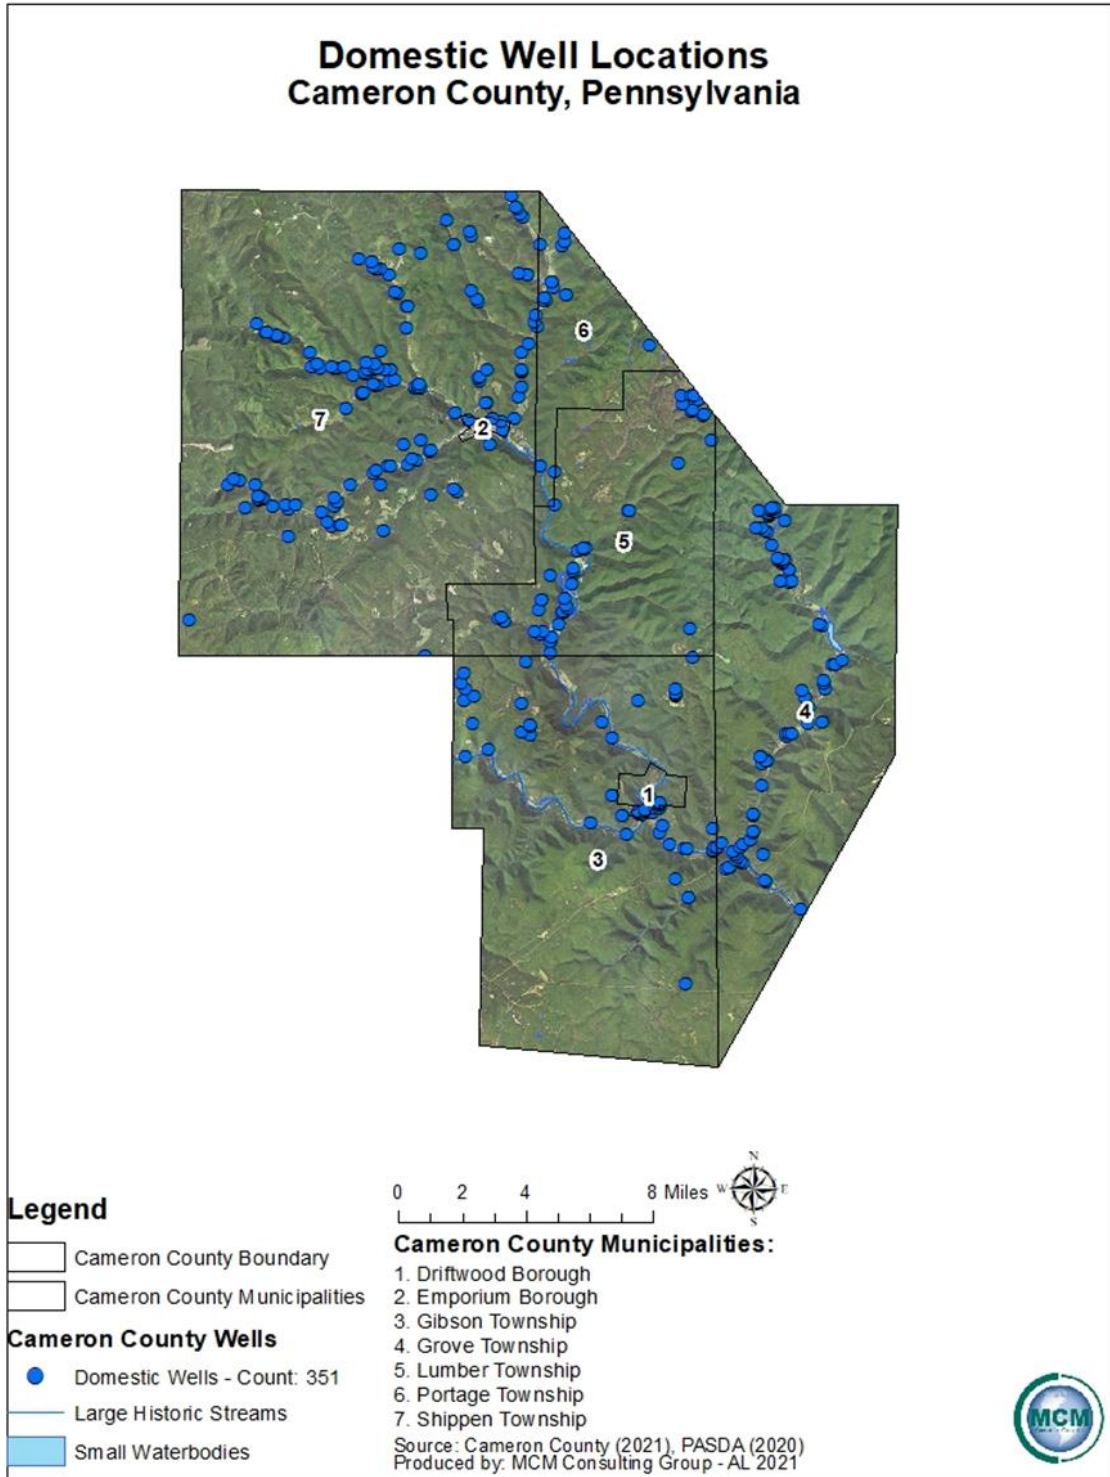 Domestic Well Locations
Cameron County, Pennsylvania
6
7
2
5
4
1
3
N
W
E
S
0 2 4 8 Miles
Legend
Cameron County Boundary
Cameron County Municipalities
Cameron County Wells
Domestic Wells - Count: 351
Large Historic Streams
Small Waterbodies
Cameron County Municipalities:
1. Driftwood Borough
2. Emporium Borough
3. Gibson Township
4. Grove Township
5. Lumber Township
6. Portage Township
7. Shippen Township
Source: Cameron County (2021), PASDA (2020)
Produced by: MCM Consulting Group - AL 2021
MCM